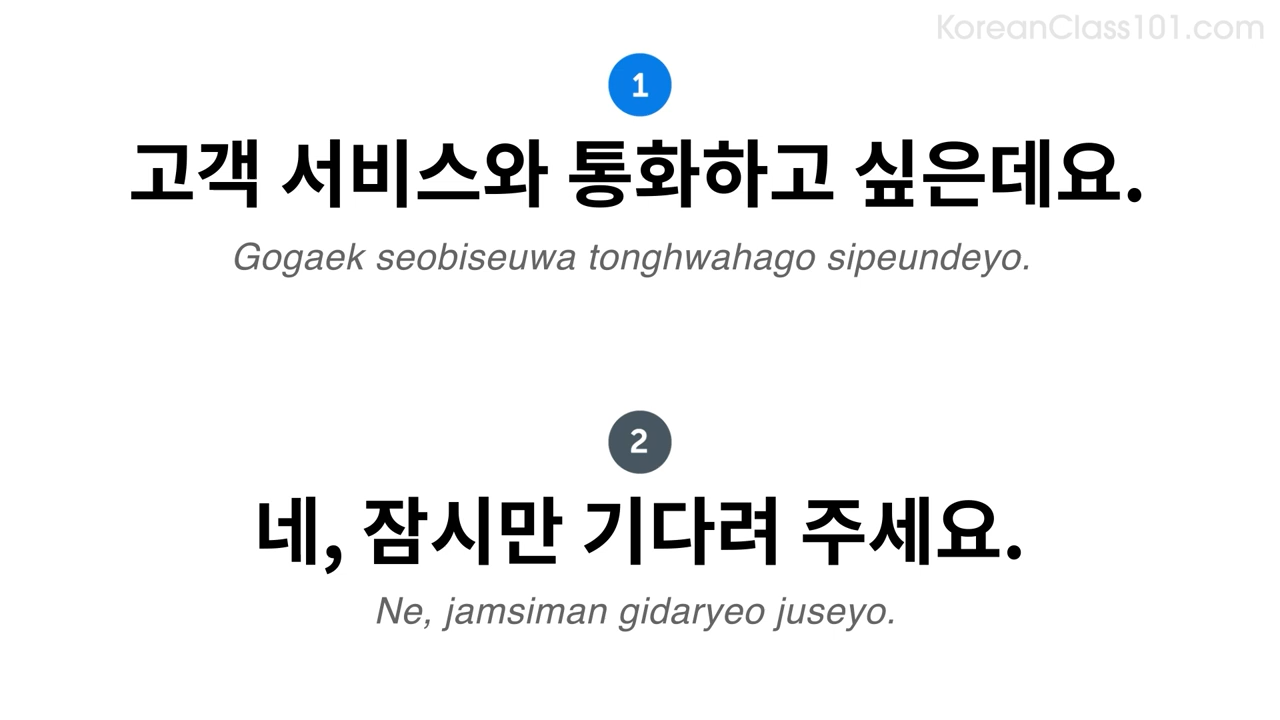 KoreanClass101.com
1
고객 서비스와 통화하고 싶은데요.
Gogaek seobiseuwa tonghwahago sipeundeyo.
2
네, 잠시만 기다려 주세요.
Ne, jamsiman gidaryeo juseyo.